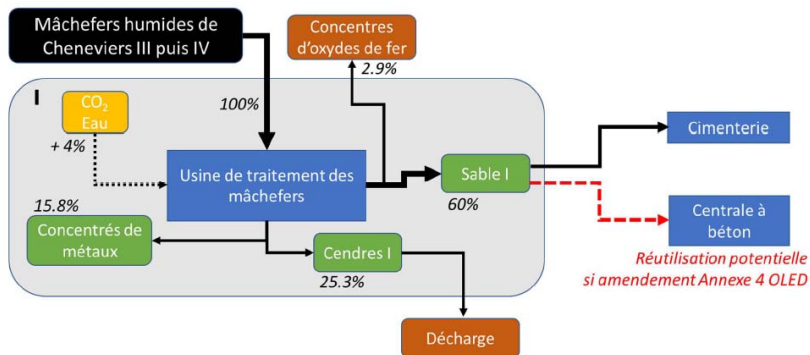 Mâchefers humides de
Cheneviers III puis IV
Concentres
d'oxydes de fer
2.9%
I
CO₂
Eau
+ 4%
100%
Usine de traitement des
mâchefers
Sable I
60%
Cimenterie
Centrale à
béton
Réutilisation potentielle
si amendement Annexe 4 OLED
15.8%
Concentrés de
métaux
Cendres I
25.3%
Décharge